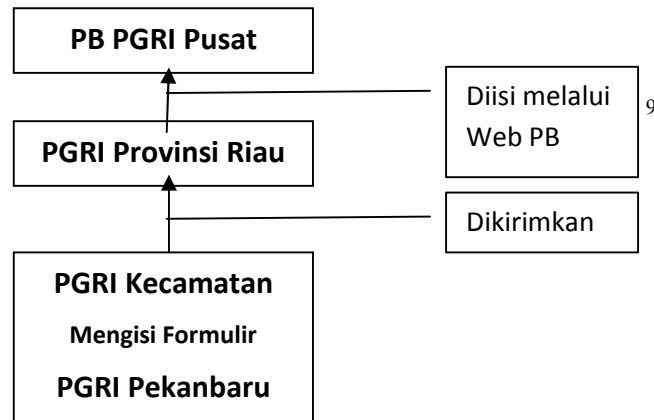 PB PGRI Pusat
Diisi melalui
Web PB
9
PGRI Provinsi Riau
Dikirimkan
PGRI Kecamatan
Mengisi Formulir
PGRI Pekanbaru